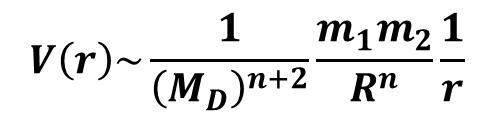 V(r)~ 1/(M_D)^{n+2} m_1m_2/R^n 1/r